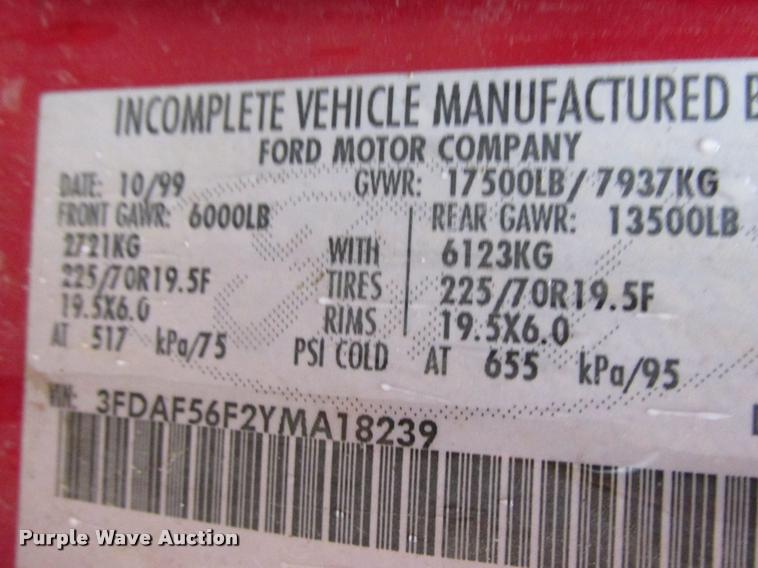 INCOMPLETE VEHICLE MANUFACTURED B
FORD MOTOR COMPANY
DATE: 10/99 GVWR: 17500LB/ 7937KG
FRONT GAWR: 6000LB REAR GAWR: 13500LB
2721KG WITH 6123KG
225/70R19.5F TIRES 225/70R19.5F
19.5X6.0 RIMS 19.5X6.0
AT 517 kPa/75 PSI COLD AT 655 kPa/95
VIN: 3FDAF56F2YMA18239
Purple Wave Auction